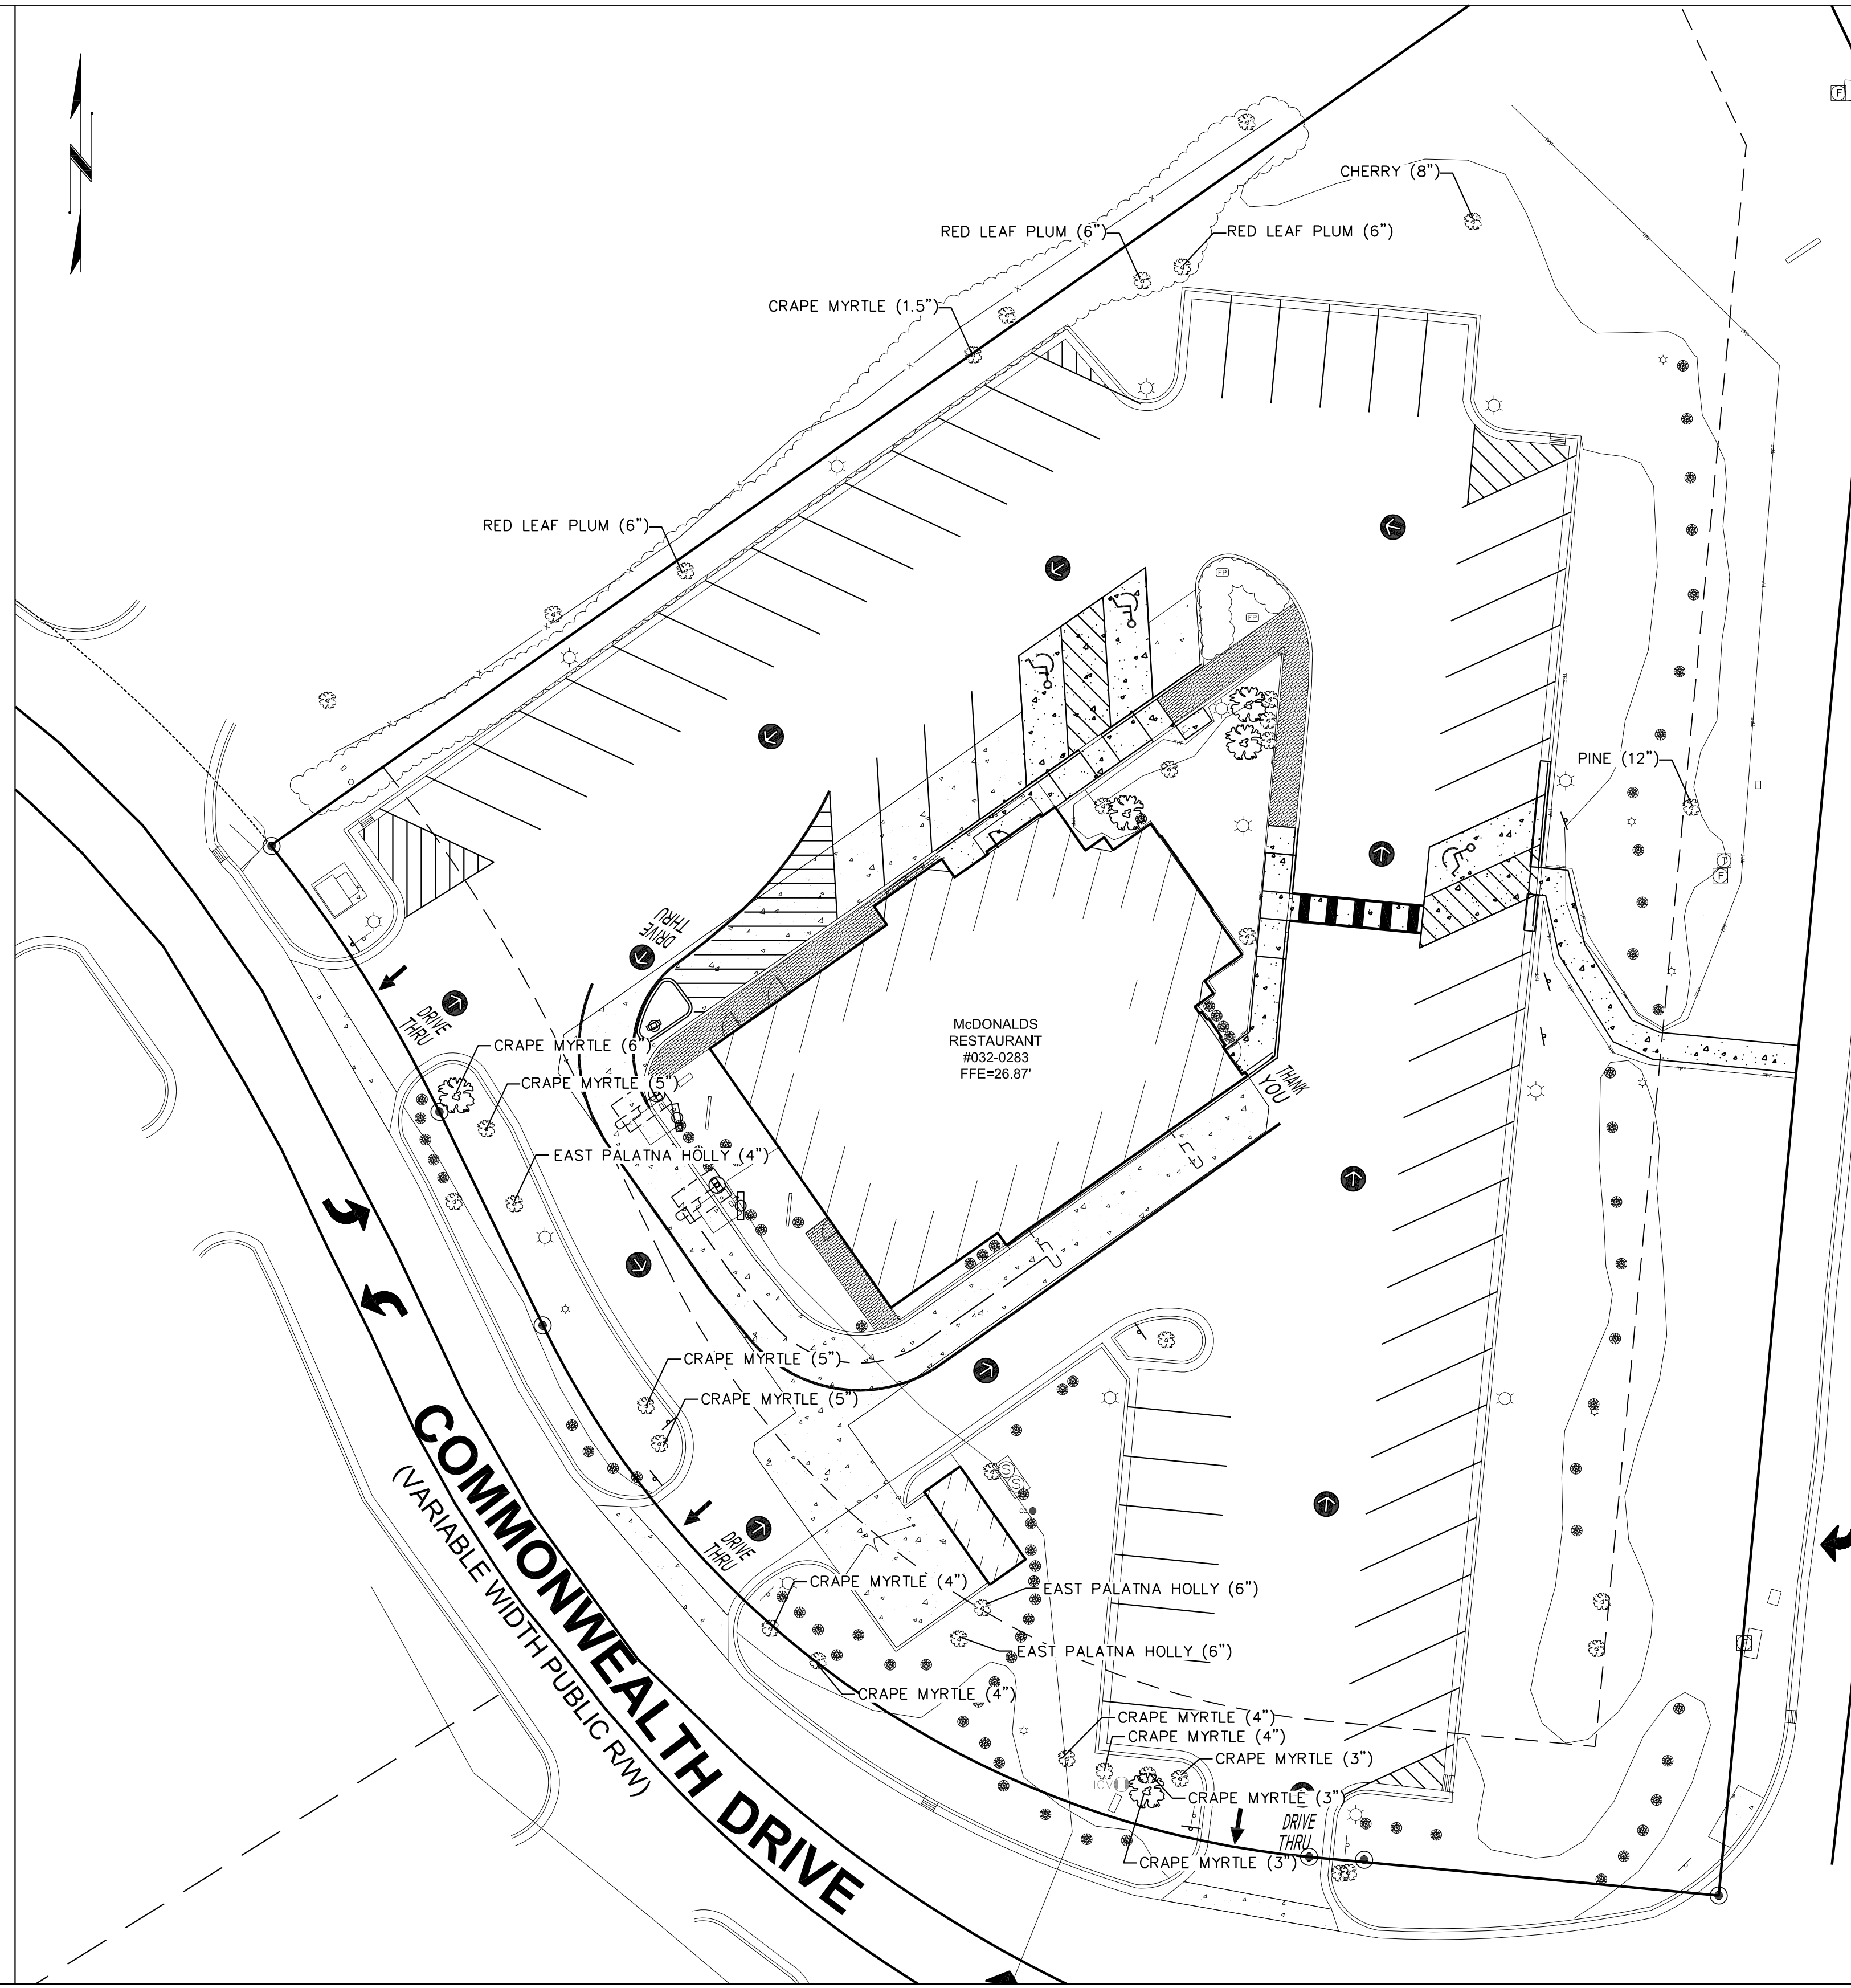 CHERRY (8")
RED LEAF PLUM (6")
RED LEAF PLUM (6")
CRAPE MYRTLE (1.5")
RED LEAF PLUM (6")
FP
FP
PINE (12")
F
T
F
DRIVE
THRU
DRIVE
THRU
McDONALDS
RESTAURANT
#032-0283
FFE=26.87'
CRAPE MYRTLE (6")
CRAPE MYRTLE (5")
EAST PALATNA HOLLY (4")
THANK
YOU
CRAPE MYRTLE (5")
CRAPE MYRTLE (5")
S
S
CO
COMMONWEALTH DRIVE
(VARIABLE WIDTH PUBLIC R/W)
DRIVE
THRU
CRAPE MYRTLE (4")
EAST PALATNA HOLLY (6")
EAST PALATNA HOLLY (6")
CRAPE MYRTLE (4")
CRAPE MYRTLE (4")
CRAPE MYRTLE (4")
CRAPE MYRTLE (3")
ICV
CRAPE MYRTLE (3")
DRIVE
THRU
CRAPE MYRTLE (3")